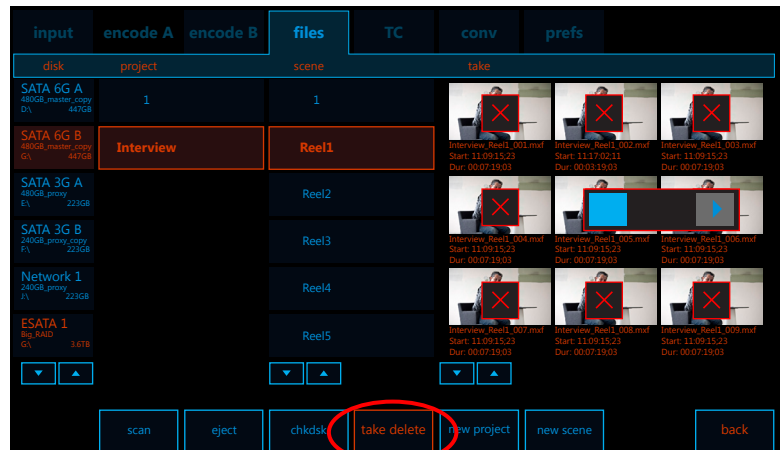 input encode A encode B files TC conv prefs
disk project scene take
SATA 6G A
480GB_master_copy
D:\ 447GB
1
1
SATA 6G B
480GB_master_copy
G:\ 447GB
Interview
Reel1
SATA 3G A
480GB_proxy
E:\ 223GB
Reel2
SATA 3G B
240GB_proxy_copy
F:\ 223GB
Reel3
Network 1
240GB_proxy
J:\ 223GB
Reel4
ESATA 1
Big_RAID
G:\ 3.6TB
Reel5
Interview_Reel1_001.mxf
Start: 11:09:15;23
Dur: 00:07:19;03
Interview_Reel1_002.mxf
Start: 11:17:02;11
Dur: 00:03:19;03
Interview_Reel1_003.mxf
Start: 11:09:15;23
Dur: 00:07:19;03
Interview_Reel1_004.mxf
Start: 11:09:15;23
Dur: 00:07:19;03
Interview_Reel1_005.mxf
Start: 11:09:15;23
Dur: 00:07:19;03
Interview_Reel1_006.mxf
Start: 11:09:15;23
Dur: 00:07:19;03
Interview_Reel1_007.mxf
Start: 11:09:15;23
Dur: 00:07:19;03
Interview_Reel1_008.mxf
Start: 11:09:15;23
Dur: 00:07:19;03
Interview_Reel1_009.mxf
Start: 11:09:15;23
Dur: 00:07:19;03
scan eject chkdsk take delete new project new scene back